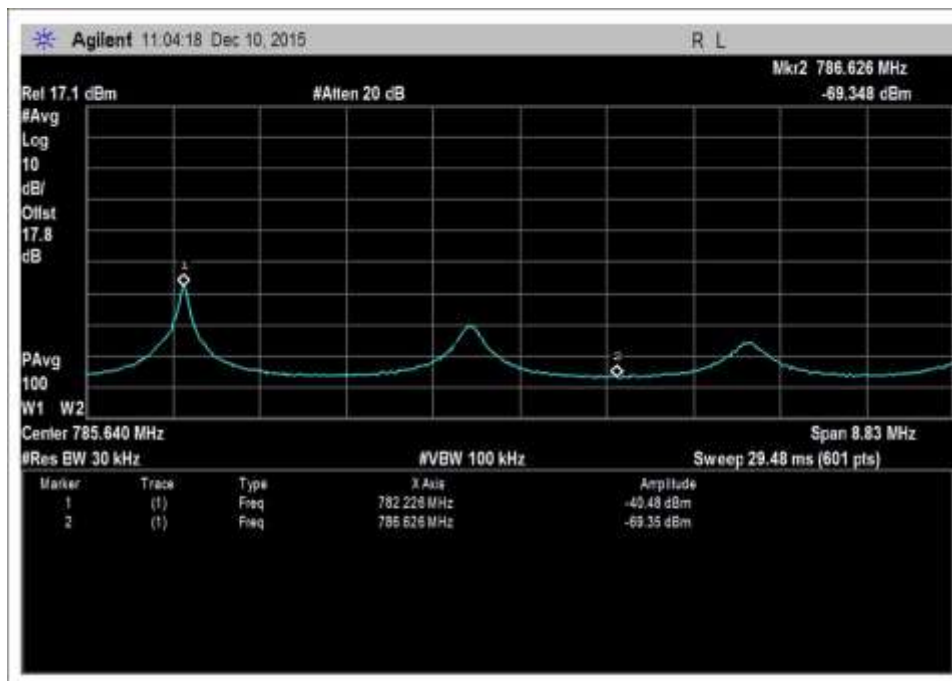 Agilent 11:04:18 Dec 10, 2015 R L
Mkr2 786.626 MHz
Ref 17.1 dBm #Atten 20 dB -69.348 dBm
#Avg
Log
10
dB/
Offst
17.8
dB
1
2
PAvg
100
W1 W2
Center 785.640 MHz Span 8.83 MHz
#Res BW 30 kHz #VBW 100 kHz Sweep 29.48 ms (601 pts)
Marker Trace Type X Axis Amplitude
1 (1) Freq 782.226 MHz -40.48 dBm
2 (1) Freq 786.626 MHz -69.35 dBm